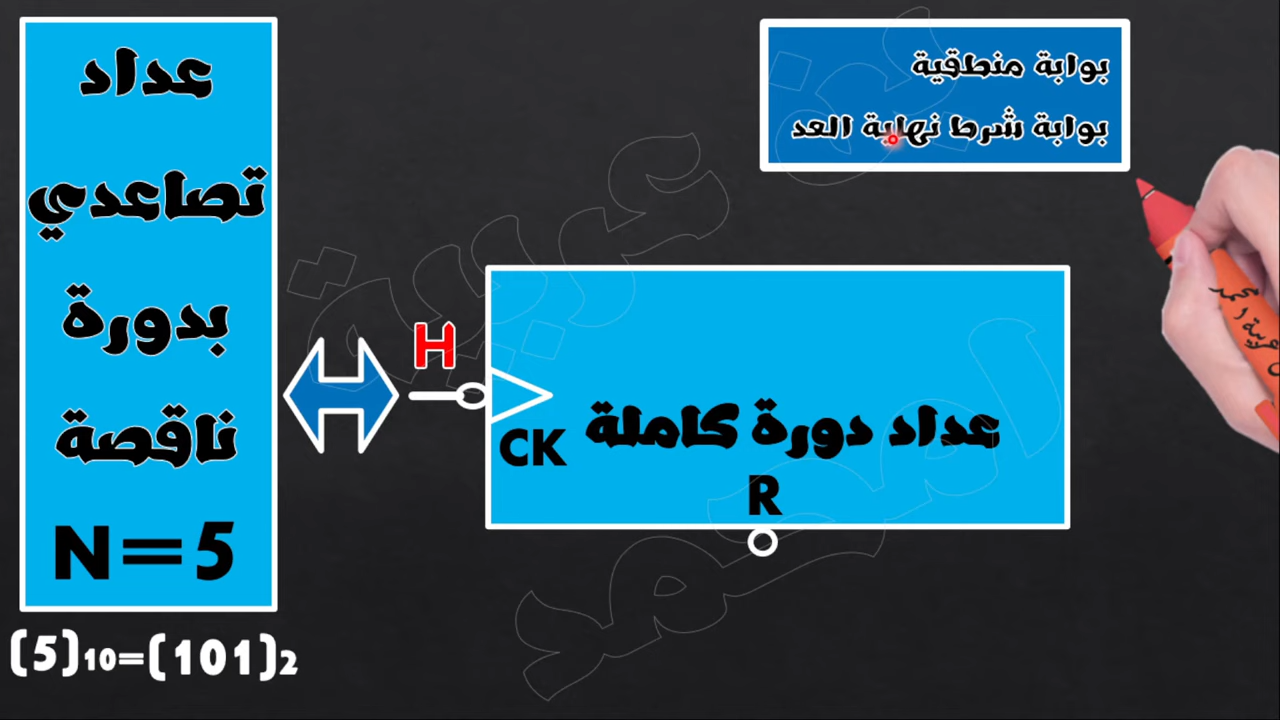 عداد
تصاعدي
بدورة
ناقصة
N=5
(5)10=(101)2
بوابة منطقية
بوابة شرط نهاية العد
H
CK
عداد دورة كاملة
R